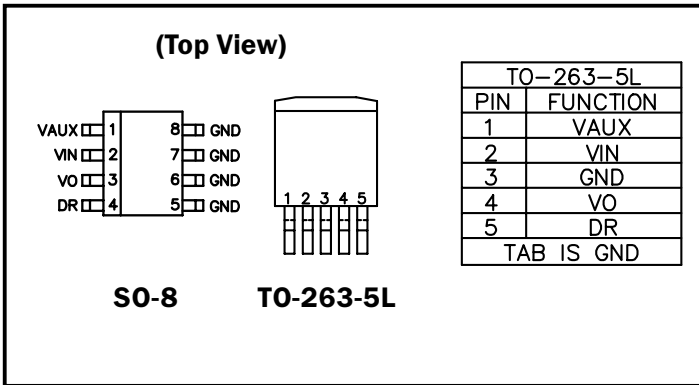 (Top View)
VAUX 1 8 GND
VIN 2 7 GND
VO 3 6 GND
DR 4 5 GND
SO-8
1 2 3 4 5
TO-263-5L
TO-263-5L
PIN FUNCTION
1 VAUX
2 VIN
3 GND
4 VO
5 DR
TAB IS GND